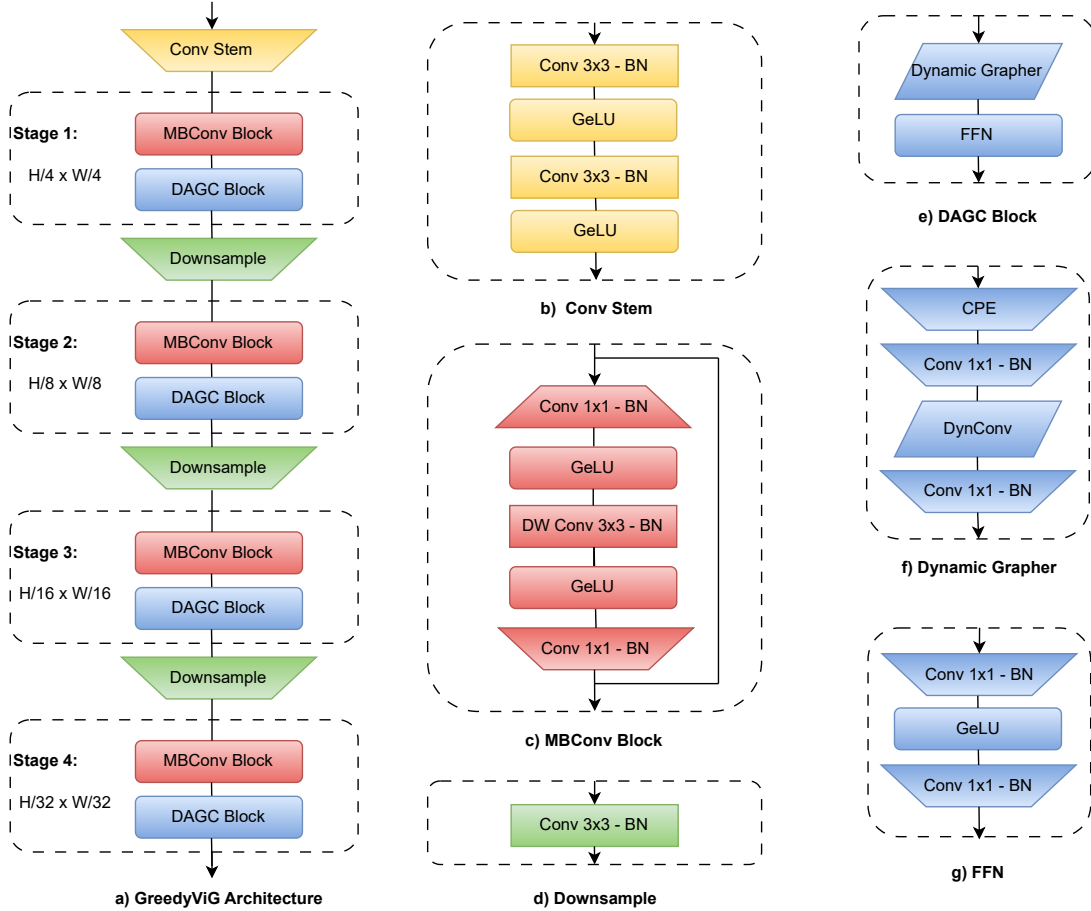 Conv Stem
Stage 1:
MBConv Block
H/4 x W/4
DAGC Block
Downsample
Stage 2:
MBConv Block
H/8 x W/8
DAGC Block
Downsample
Stage 3:
MBConv Block
H/16 x W/16
DAGC Block
Downsample
Stage 4:
MBConv Block
H/32 x W/32
DAGC Block
a) GreedyViG Architecture
Conv 3x3 - BN
GeLU
Conv 3x3 - BN
GeLU
b) Conv Stem
Conv 1x1 - BN
GeLU
DW Conv 3x3 - BN
GeLU
Conv 1x1 - BN
c) MBConv Block
Conv 3x3 - BN
d) Downsample
Dynamic Grapher
FFN
e) DAGC Block
CPE
Conv 1x1 - BN
DynConv
Conv 1x1 - BN
f) Dynamic Grapher
Conv 1x1 - BN
GeLU
Conv 1x1 - BN
g) FFN